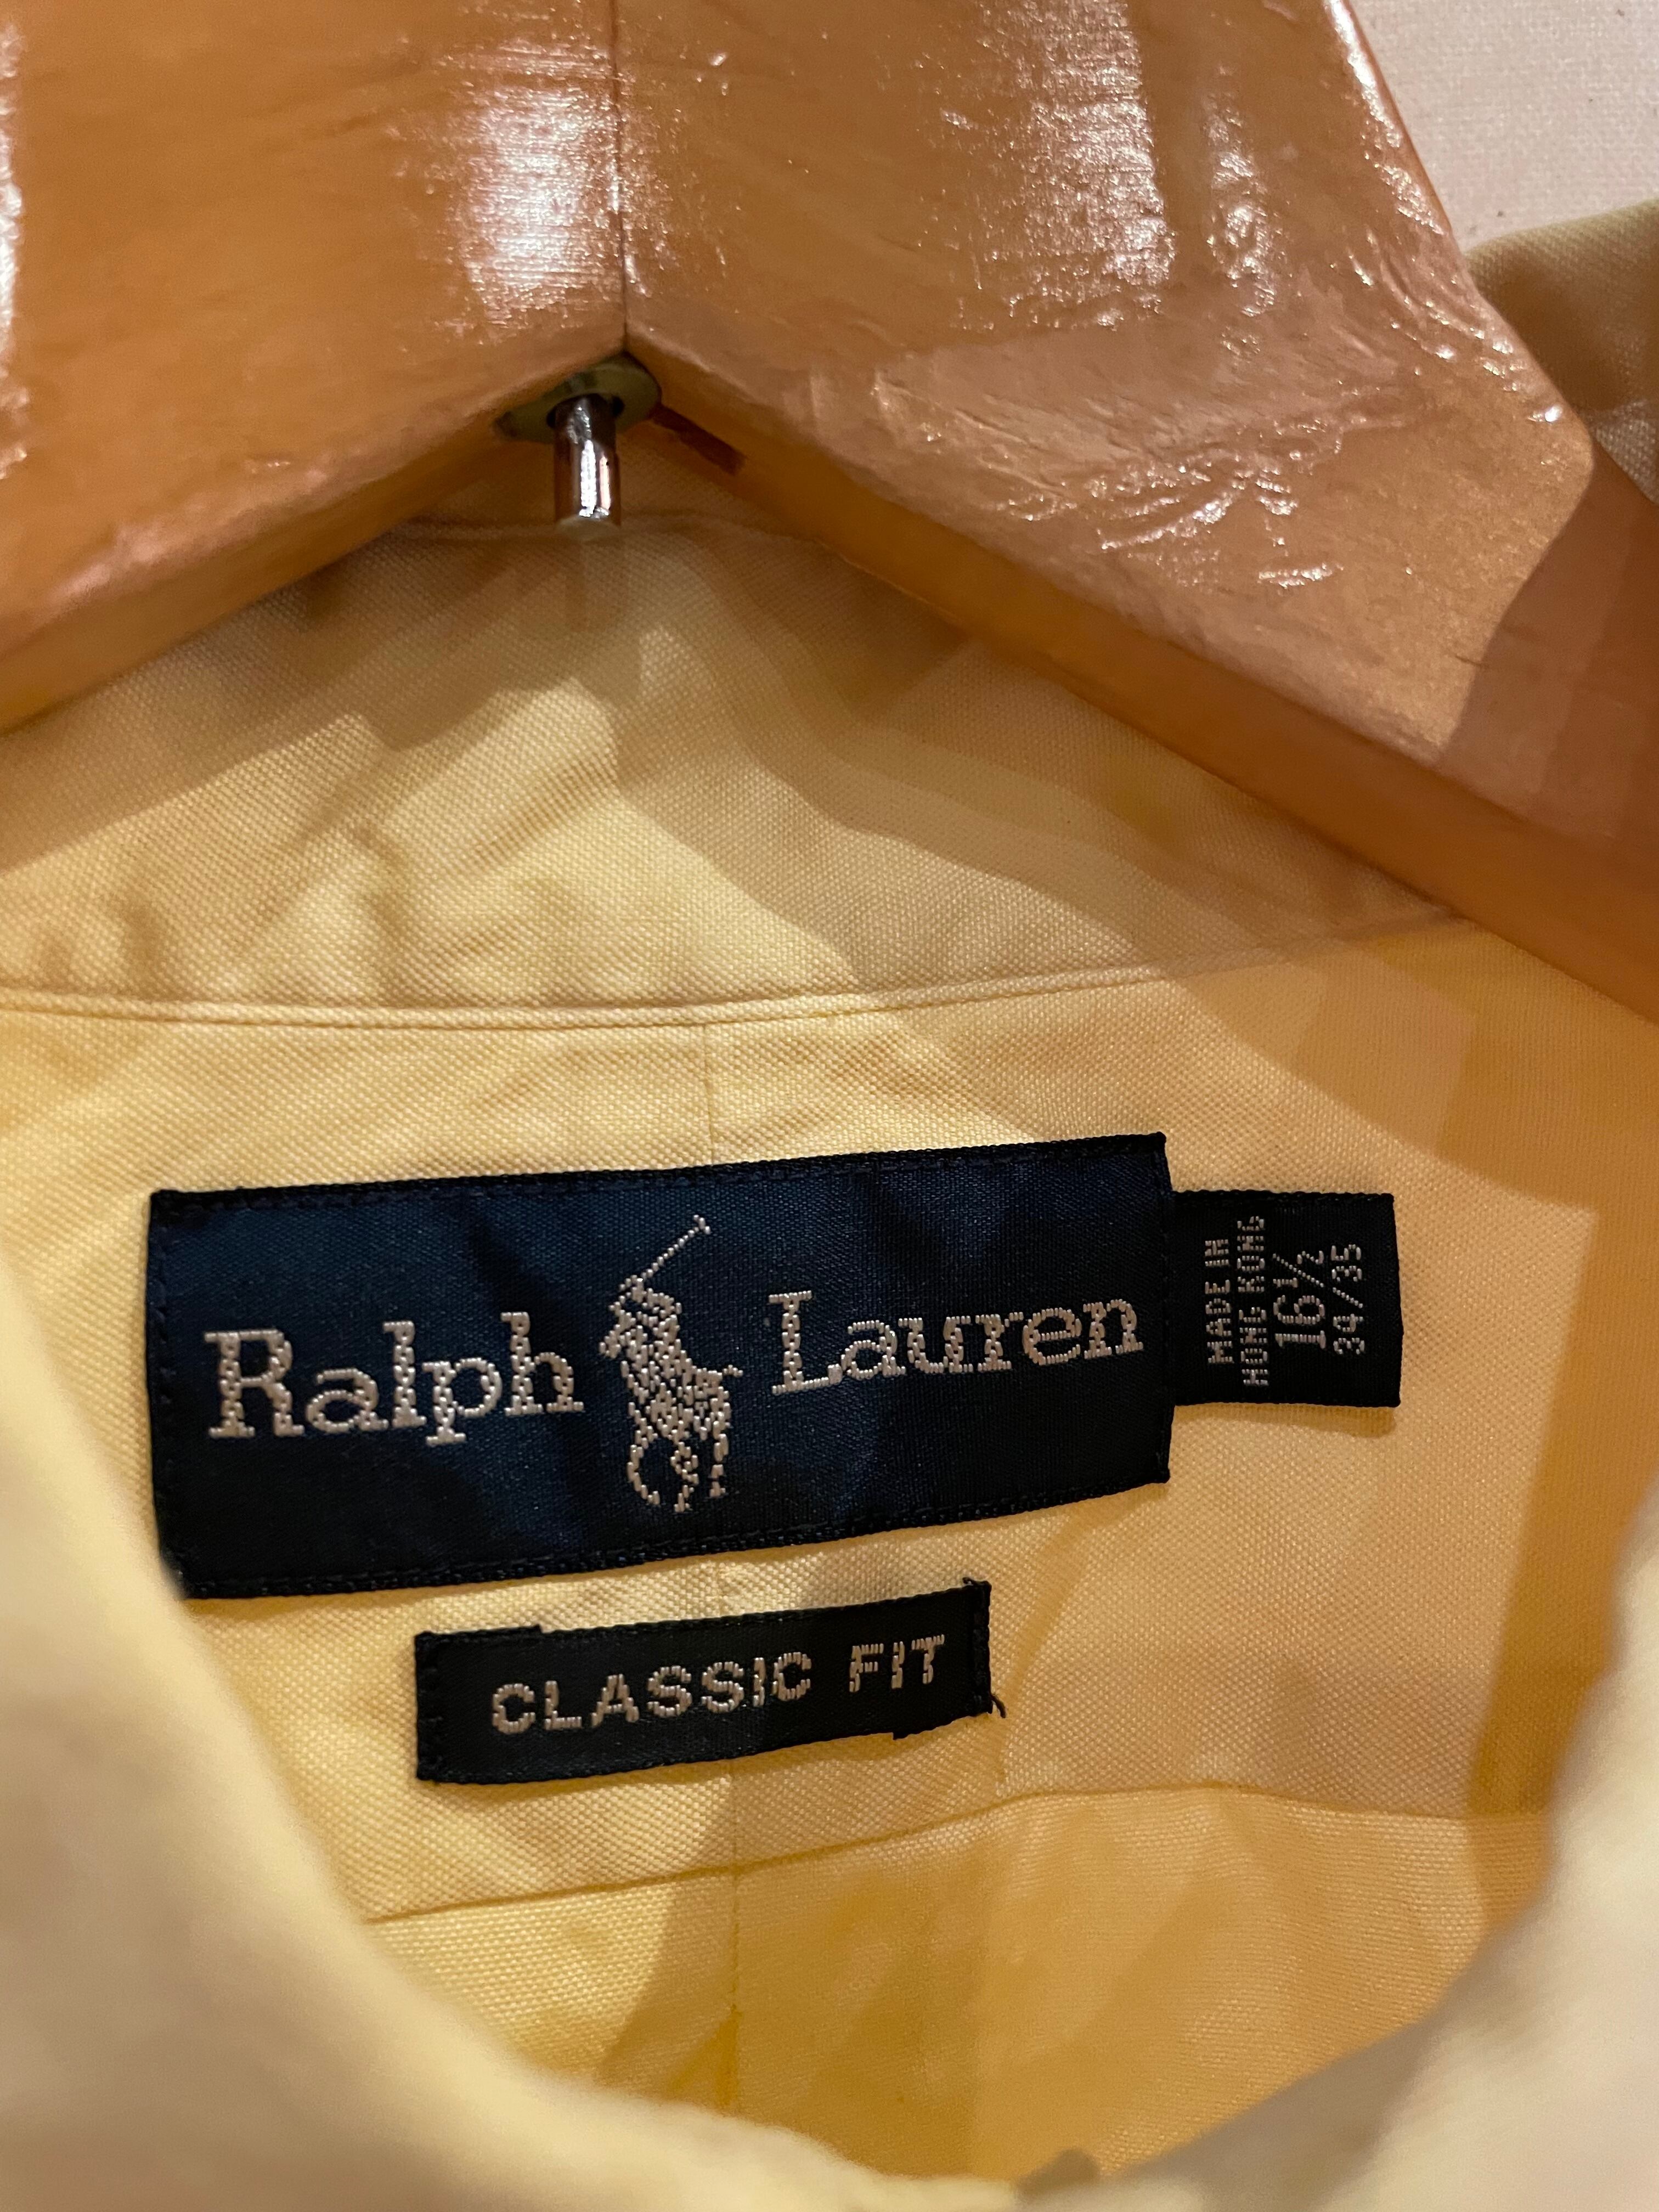 Ralph Lauren
MADE IN
HONG KONG
16½
34/35
CLASSIC FIT